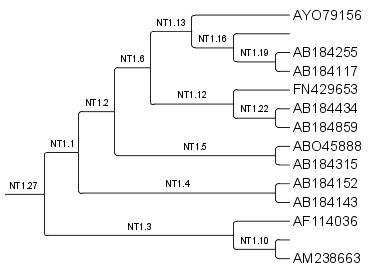 AYO79156
NT1.13
NT1.16
AB184255
NT1.19
NT1.6
AB184117
FN429653
NT1.12
NT1.2
AB184434
NT1.22
AB184859
NT1.1
ABO45888
NT1.5
AB184315
AB184152
NT1.4
NT1.27
AB184143
AF114036
NT1.3
NT1.10
AM238663